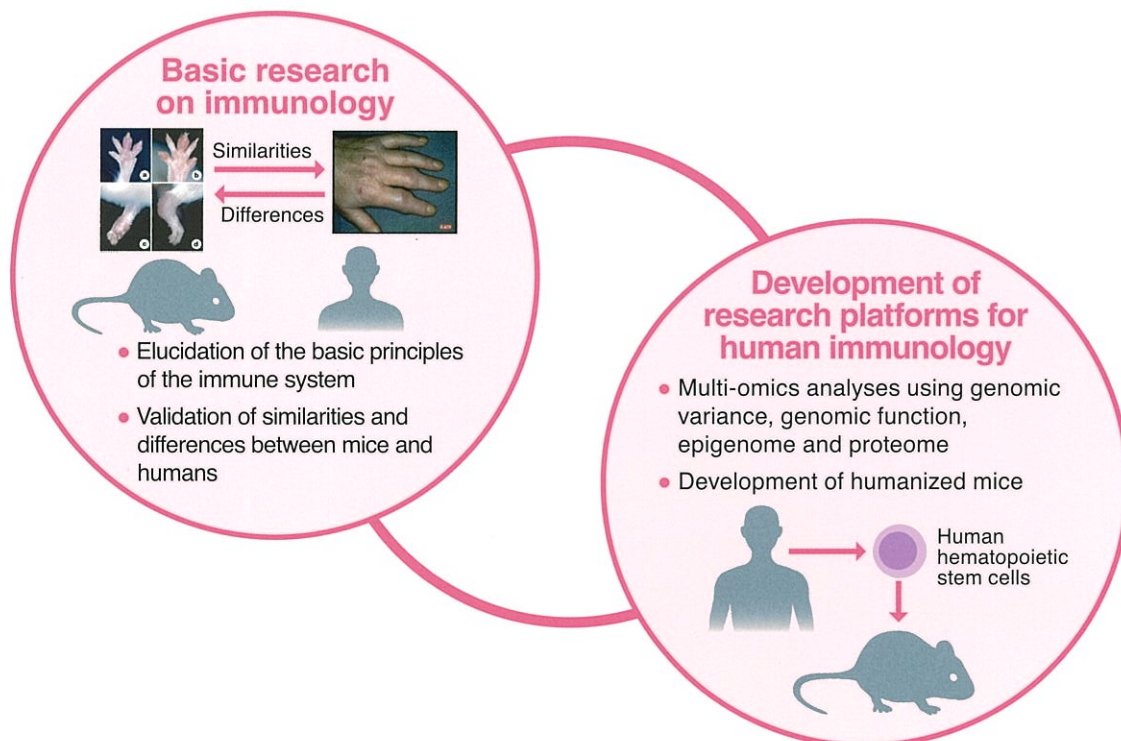 Basic research
on immunology
Similarities
Differences
a
b
c
d
• Elucidation of the basic principles
of the immune system
• Validation of similarities and
differences between mice and
humans
Development of
research platforms for
human immunology
• Multi-omics analyses using genomic
variance, genomic function,
epigenome and proteome
• Development of humanized mice
Human
hematopoietic
stem cells